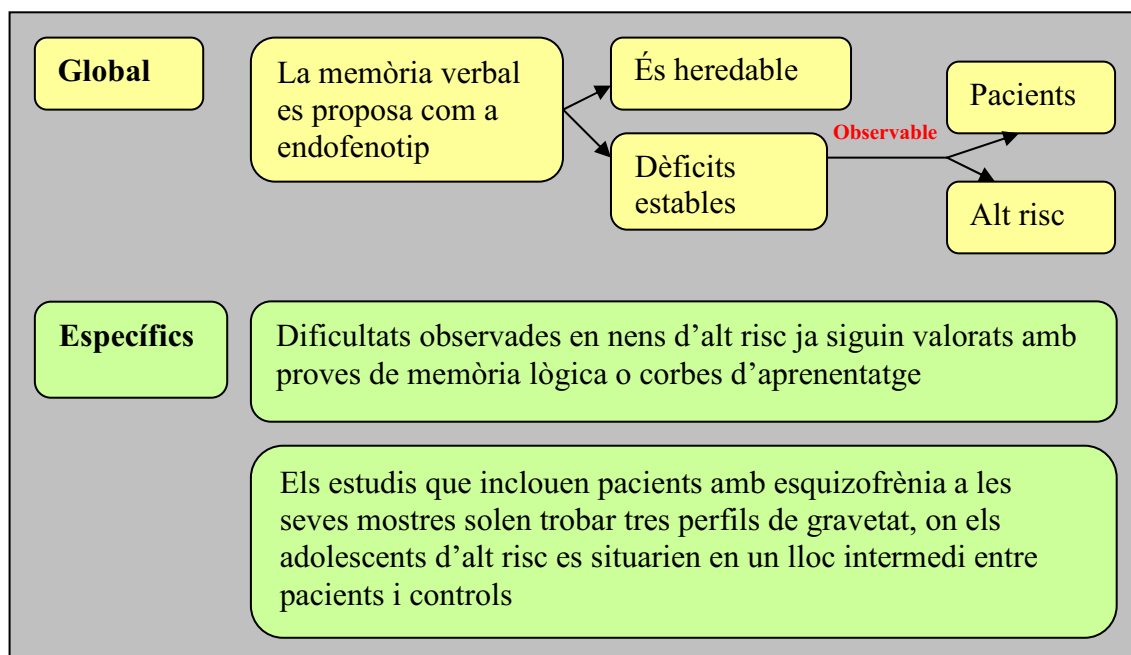 Global
La memòria verbal
es proposa com a
endofenotip
És heredable
Dèficits
estables
Observable
Pacients
Alt risc
Específics
Dificultats observades en nens d’alt risc ja siguin valorats amb
proves de memòria lògica o corbes d’aprenentatge
Els estudis que inclouen pacients amb esquizofrènia a les
seves mostres solen trobar tres perfils de gravetat, on els
adolescents d’alt risc es situarien en un lloc intermedi entre
pacients i controls